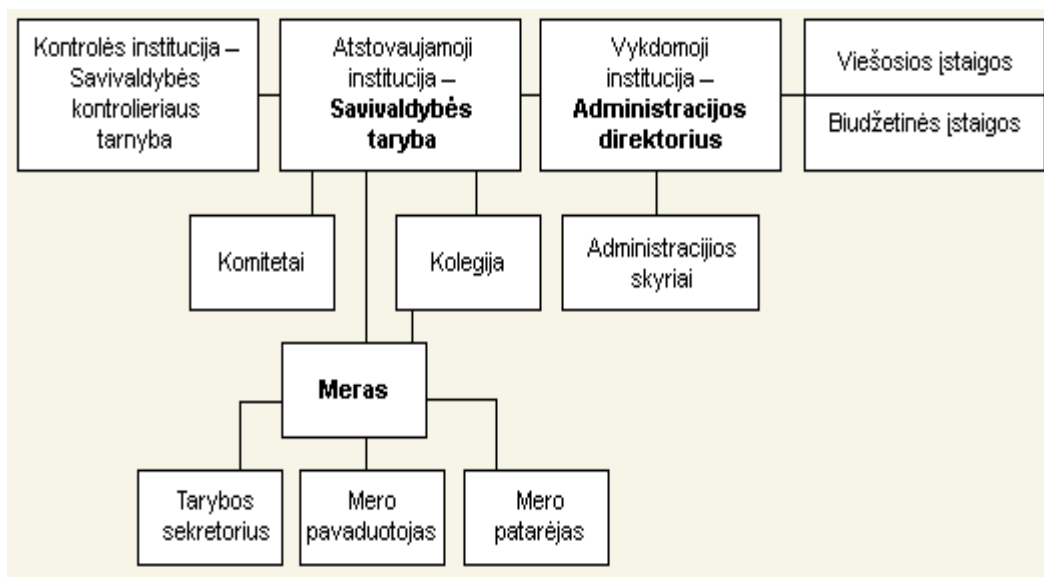 Kontrolės institucija –
Savivaldybės
kontrolieriaus
tarnyba
Atstovaujamoji
institucija –
Savivaldybės
taryba
Vykdomoji
institucija –
Administracijos
direktorius
Viešosios įstaigos
Biudžetinės įstaigos
Komitetai
Kolegija
Administracijios
skyriai
Meras
Tarybos
sekretorius
Mero
pavaduotojas
Mero
patarėjas